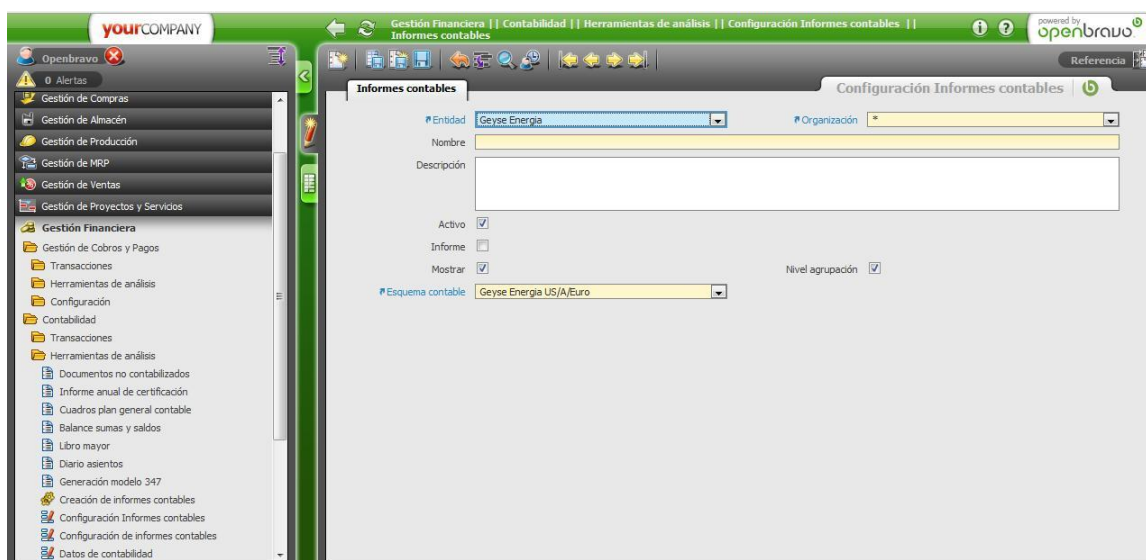 yourCOMPANY
Gestión Financiera || Contabilidad || Herramientas de análisis || Configuración Informes contables ||
Informes contables
powered by
openbravo
Openbravo
0 Alertas
Referencia
Gestión de Compras
Gestión de Almacén
Gestión de Producción
Gestión de MRP
Gestión de Ventas
Gestión de Proyectos y Servicios
Gestión Financiera
Gestión de Cobros y Pagos
Transacciones
Herramientas de análisis
Configuración
Contabilidad
Transacciones
Herramientas de análisis
Documentos no contabilizados
Informe anual de certificación
Cuadros plan general contable
Balance sumas y saldos
Libro mayor
Diario asientos
Generación modelo 347
Creación de informes contables
Configuración Informes contables
Configuración de informes contables
Datos de contabilidad
Informes contables
Configuración Informes contables
Entidad Geyse Energia Organización *
Nombre
Descripción
Activo
Informe
Mostrar Nivel agrupación
Esquema contable Geyse Energia US/A/Euro